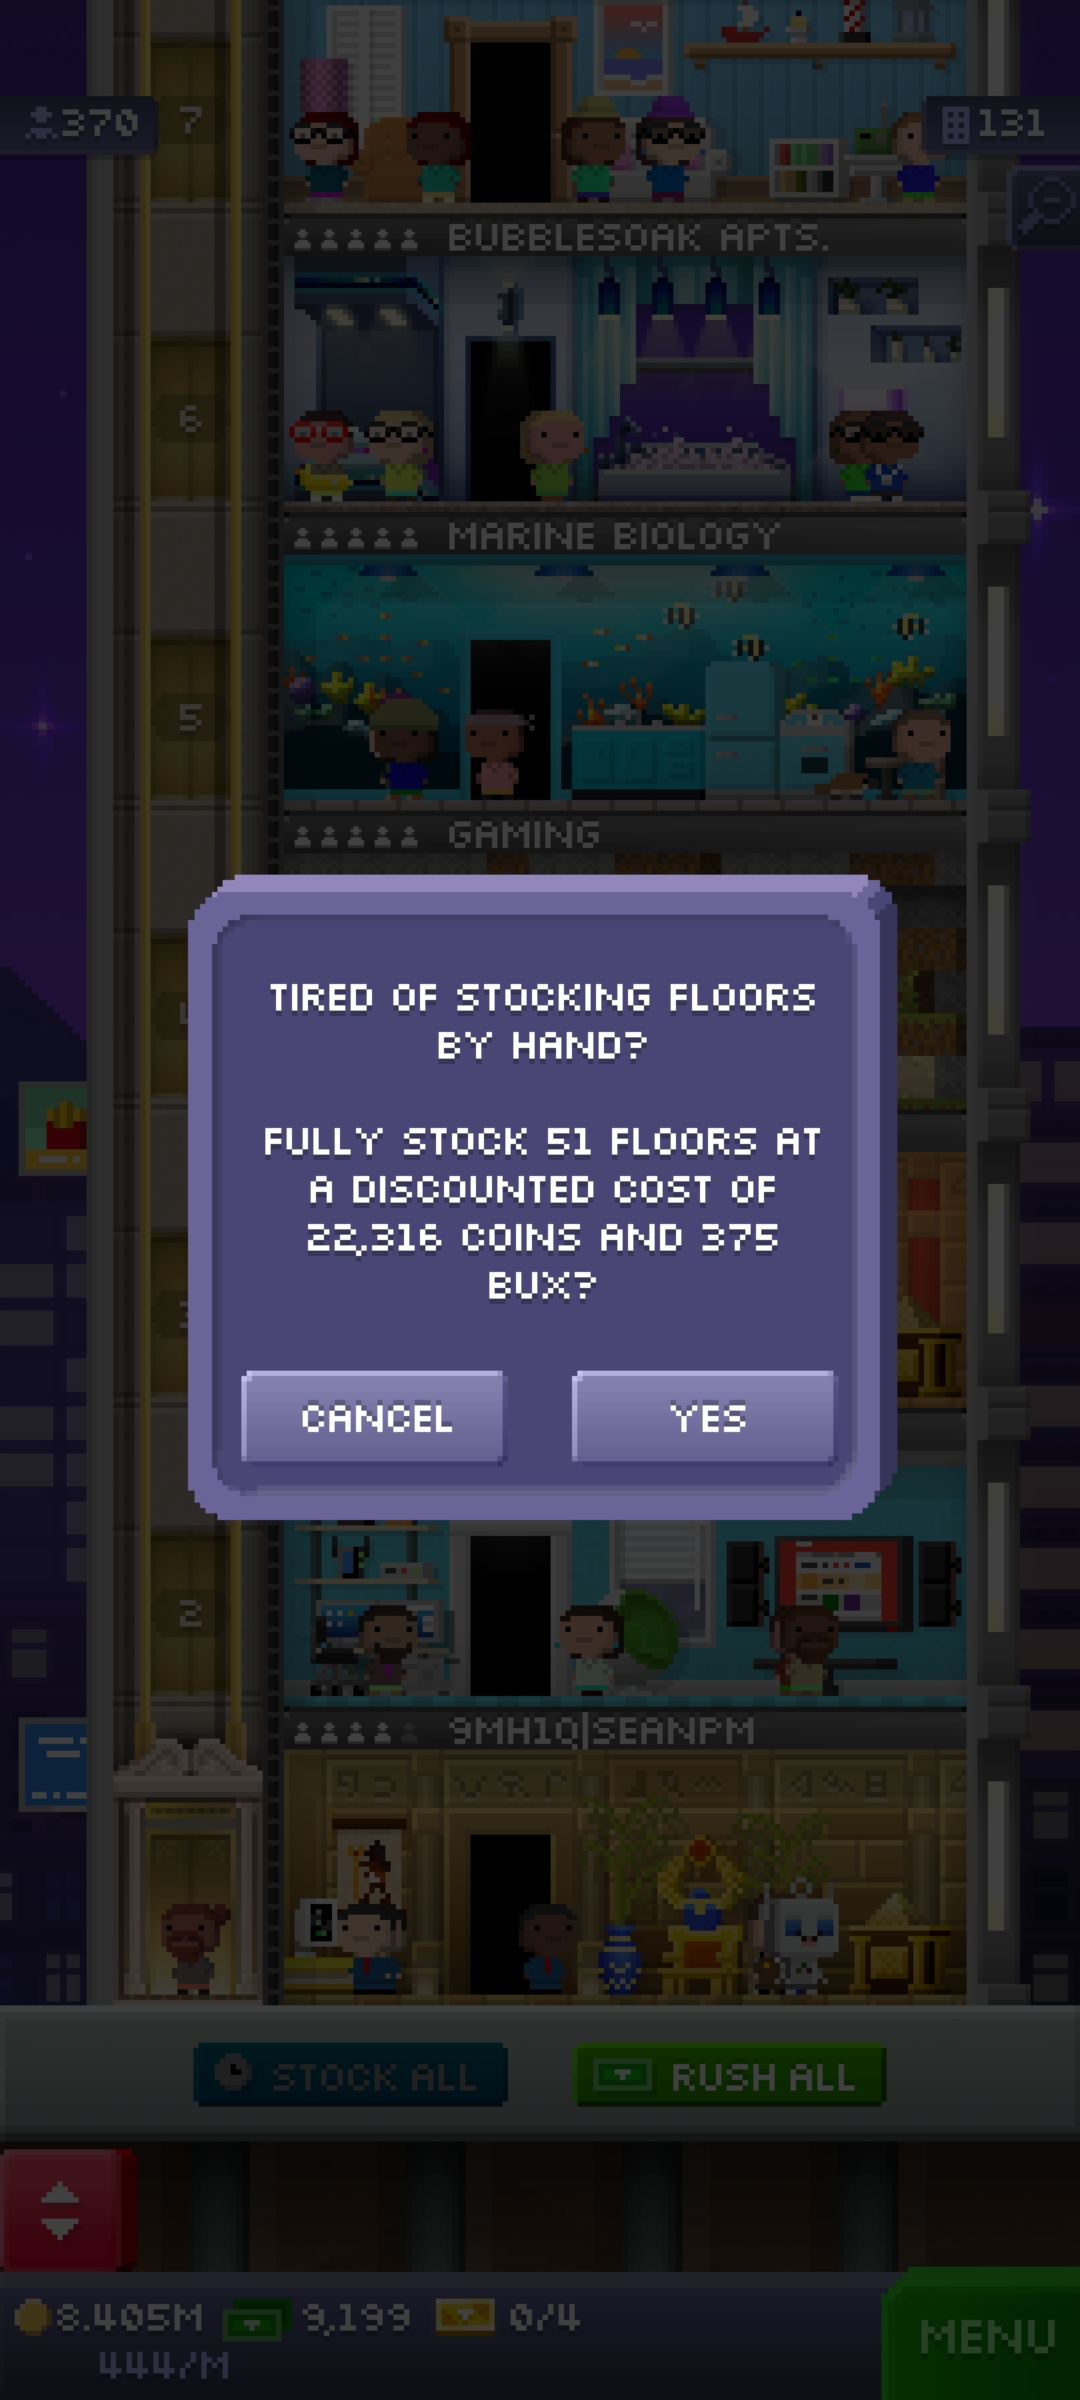 370
7
131
BUBBLESOAK APTS.
6
MARINE BIOLOGY
5
GAMING
TIRED OF STOCKING FLOORS
BY HAND?
FULLY STOCK 51 FLOORS AT
A DISCOUNTED COST OF
22,316 COINS AND 375
BUX?
CANCEL
YES
2
9MH1Q|SEANPM
STOCK ALL
RUSH ALL
8.405M
9,199
0/4
444/M
MENU